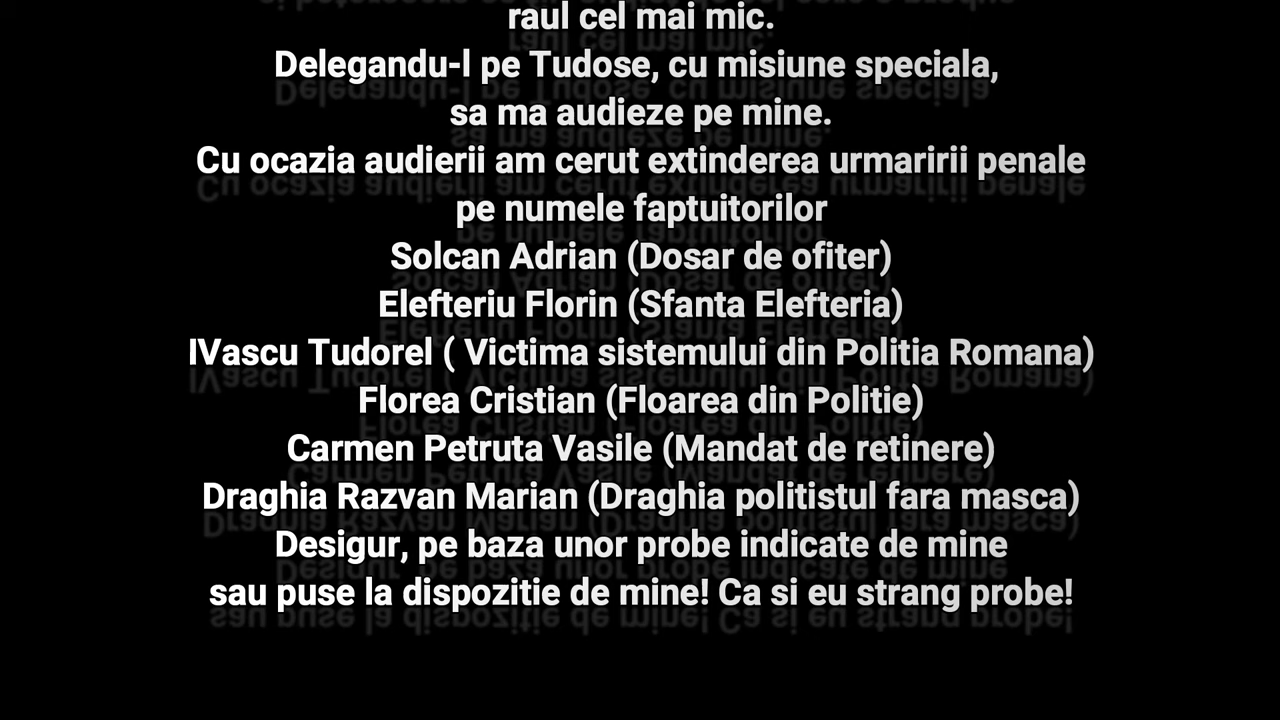 raul cel mai mic.
Delegandu-l pe Tudose, cu misiune speciala,
sa ma audieze pe mine.
Cu ocazia audierii am cerut extinderea urmaririi penale
pe numele faptuitorilor
Solcan Adrian (Dosar de ofiter)
Elefteriu Florin (Sfanta Elefteria)
IVascu Tudorel ( Victima sistemului din Politia Romana)
Florea Cristian (Floarea din Politie)
Carmen Petruta Vasile (Mandat de retinere)
Draghia Razvan Marian (Draghia politistul fara masca)
Desigur, pe baza unor probe indicate de mine
sau puse la dispozitie de mine! Ca si eu strang probe!